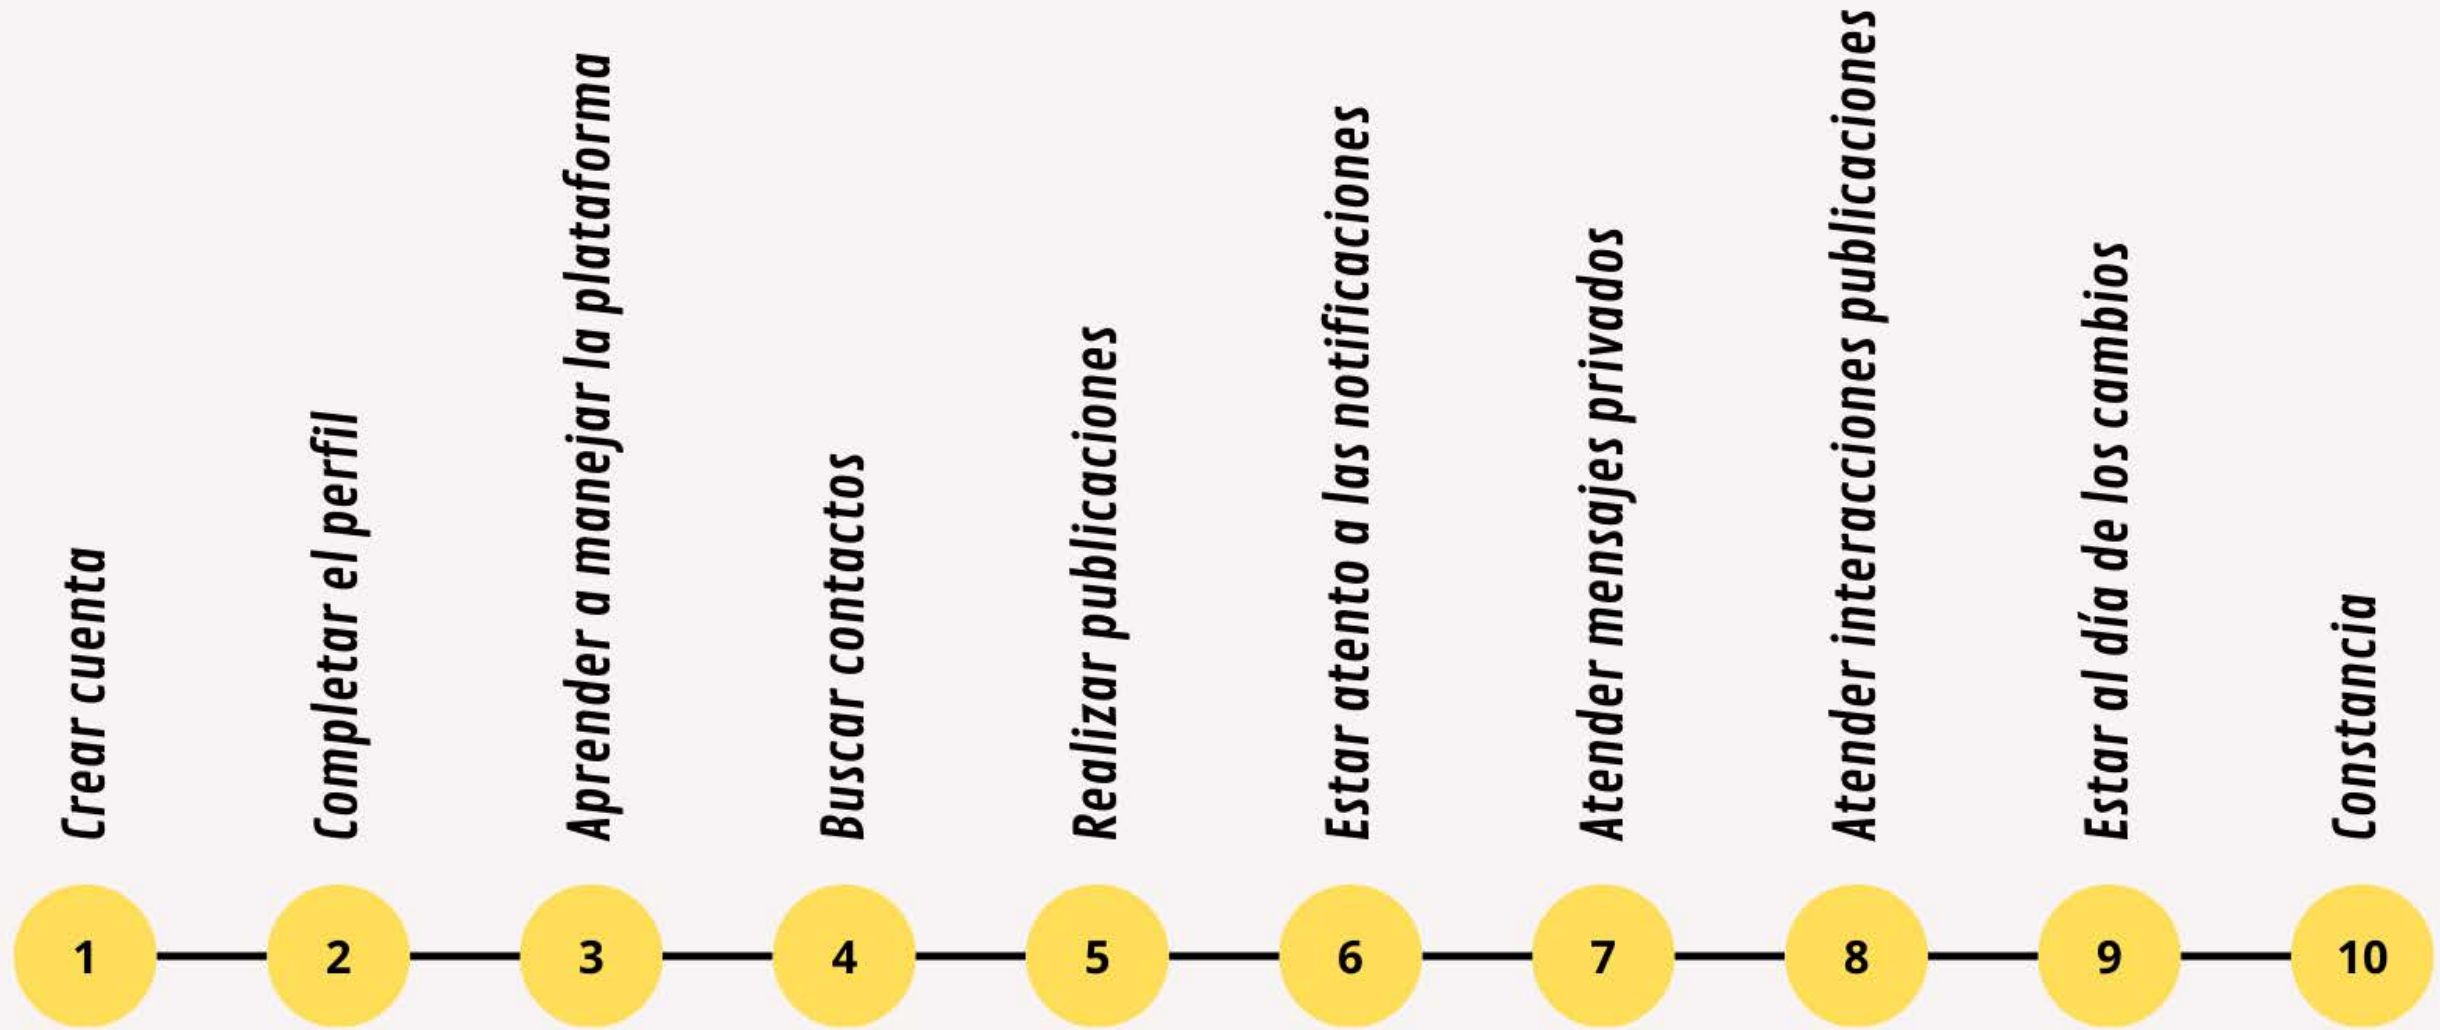 Crear cuenta
Completar el perfil
Aprender a manejar la plataforma
Buscar contactos
Realizar publicaciones
Estar atento a las notificaciones
Atender mensajes privados
Atender interacciones publicaciones
Estar al día de los cambios
Constancia
1
2
3
4
5
6
7
8
9
10